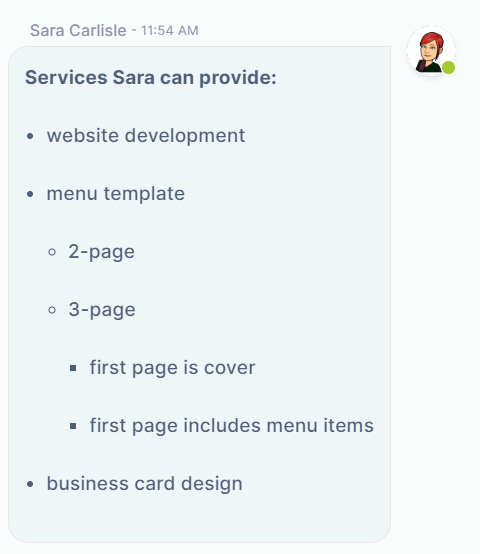 Sara Carlisle - 11:54 AM
Services Sara can provide:
• website development
• menu template
◦ 2-page
◦ 3-page
▪ first page is cover
▪ first page includes menu items
• business card design